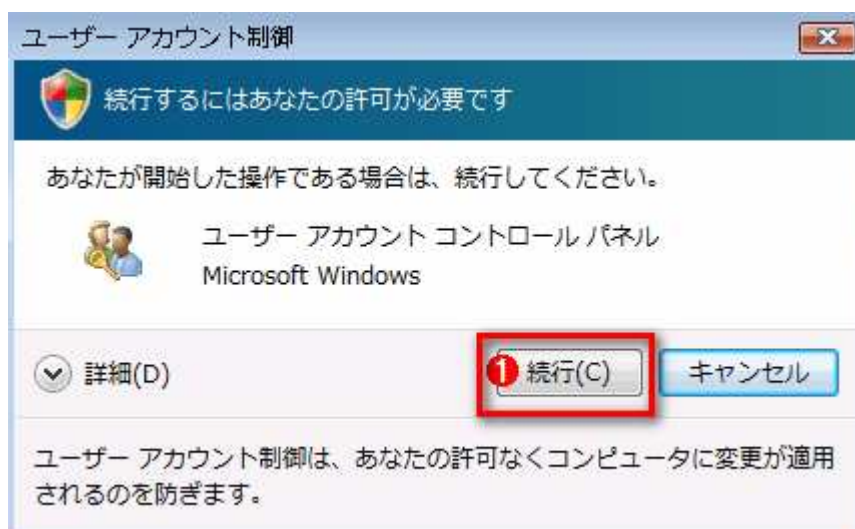 ユーザー アカウント制御
続行するにはあなたの許可が必要です
あなたが開始した操作である場合は、続行してください。
ユーザー アカウント コントロール パネル
Microsoft Windows
詳細(D)
1 続行(C)
キャンセル
ユーザー アカウント制御は、あなたの許可なくコンピュータに変更が適用
されるのを防ぎます。